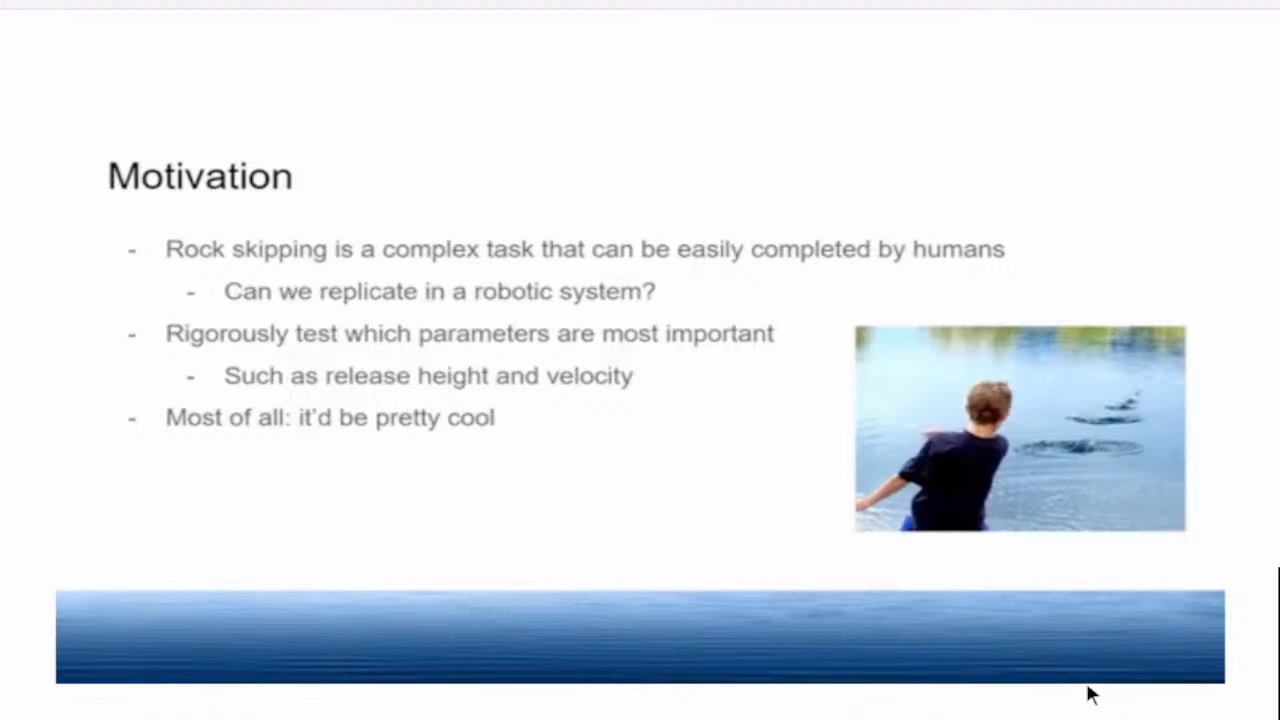 Motivation
- Rock skipping is a complex task that can be easily completed by humans
- Can we replicate in a robotic system?
- Rigorously test which parameters are most important
- Such as release height and velocity
- Most of all: it'd be pretty cool